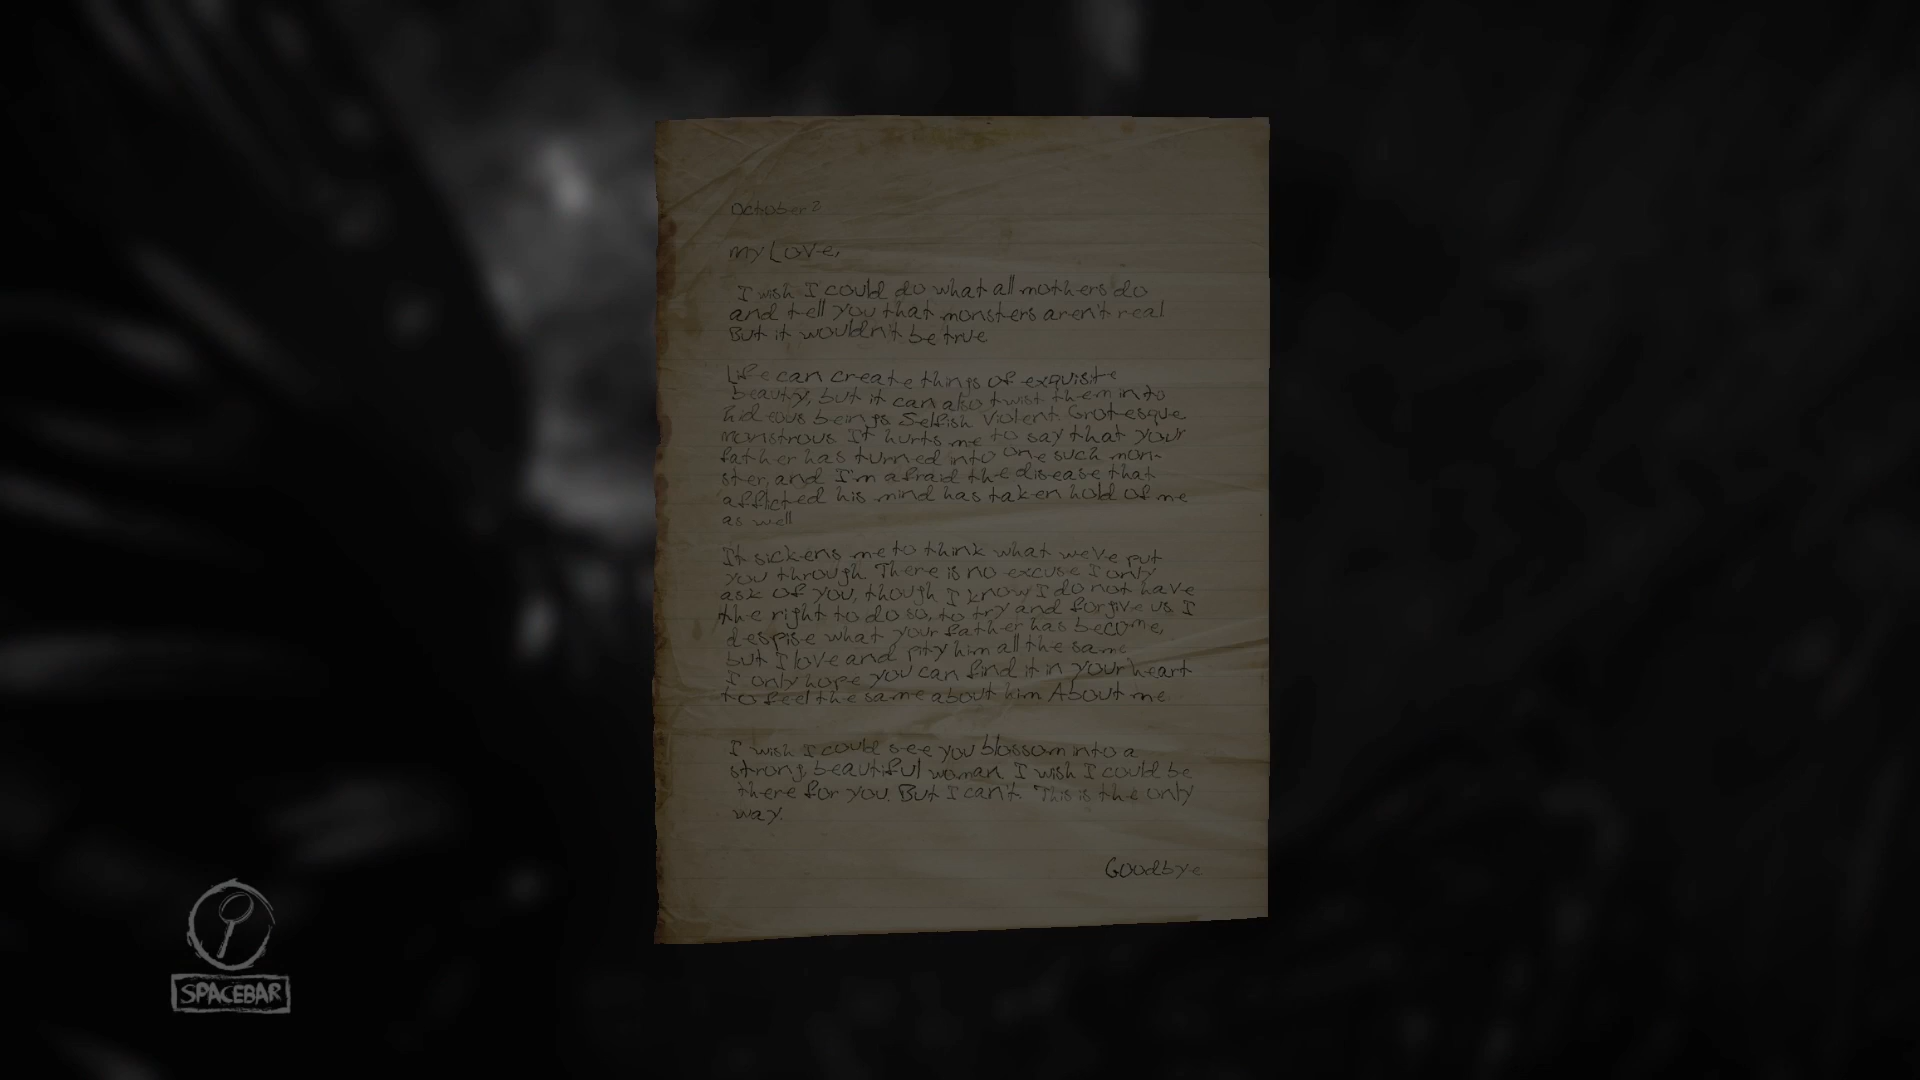 October 2
my Love,
I wish I could do what all mothers do
and tell you that monsters aren't real
But it wouldn't be true
Life can create things of exquisite
beauty, but it can also twist them into
hideous beings Selfish Violent Grotesque
monstrous It hurts me to say that your
father has turned into one such mon-
ster, and I'm afraid the disease that
afflicted his mind has taken hold of me
as well
It sickens me to think what we've put
you through There is no excuse I only
ask of you, though I know I do not have
the right to do so, to try and forgive us I
despise what your father has become,
but I love and pity him all the same
I only hope you can find it in your heart
to feel the same about him About me
I wish I could see you blossom into a
strong, beautiful woman I wish I could be
there for you. But I can't. This is the only
way.
Goodbye
SPACEBAR